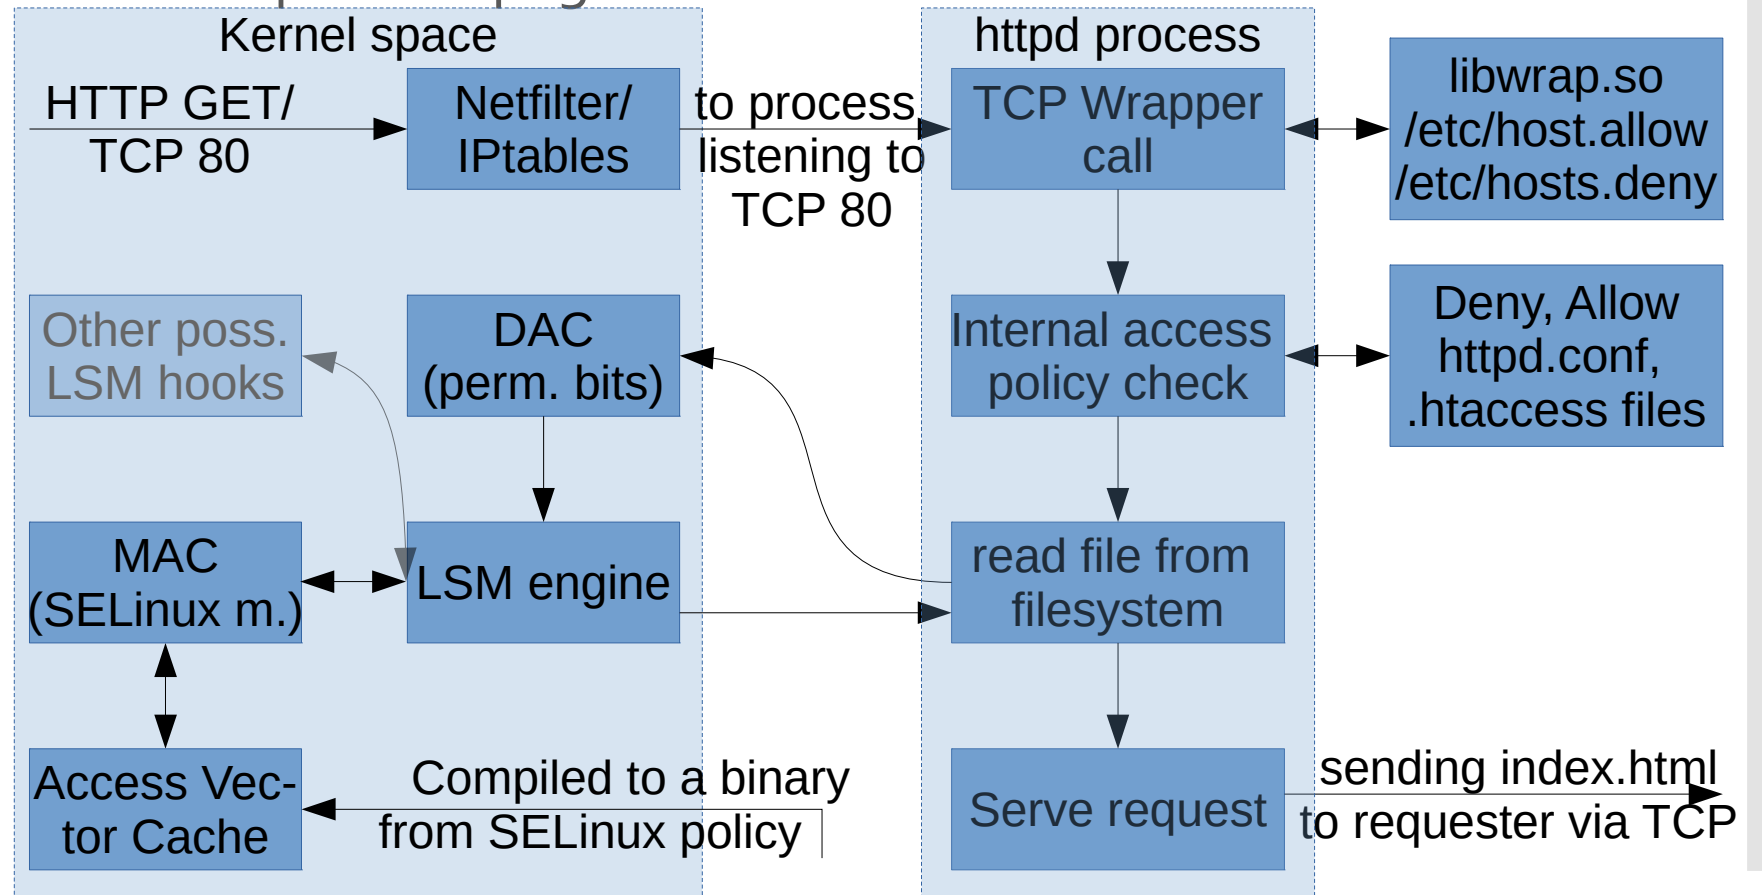 Kernel space
httpd process
HTTP GET/
TCP 80
Netfilter/
IPtables
to process
listening to
TCP 80
TCP Wrapper
call
libwrap.so
/etc/host.allow
/etc/hosts.deny
Other poss.
LSM hooks
DAC
(perm. bits)
Internal access
policy check
Deny, Allow
httpd.conf,
.htaccess files
MAC
(SELinux m.)
LSM engine
read file from
filesystem
Access Vec-
tor Cache
Compiled to a binary
from SELinux policy
Serve request
sending index.html
to requester via TCP